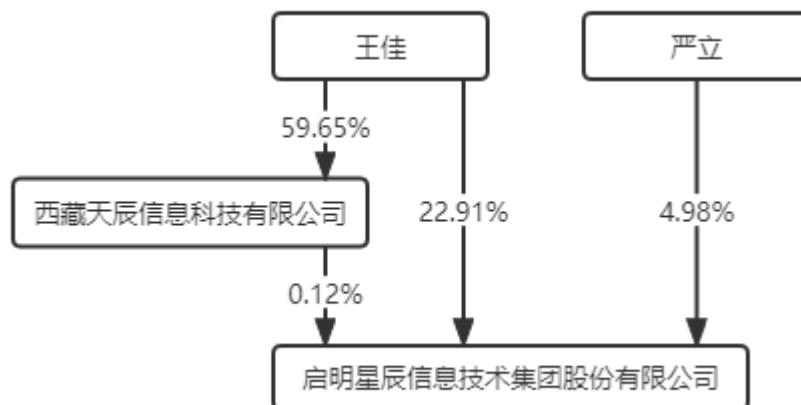 王佳
严立
59.65%
西藏天辰信息科技有限公司
22.91%
4.98%
0.12%
启明星辰信息技术集团股份有限公司